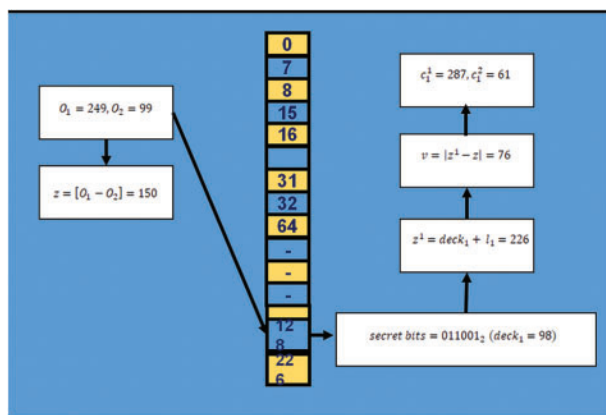 O₁ = 249, O₂ = 99
z = [O₁ − O₂] = 150
0
7
8
15
16
31
32
64
-
-
-
12
8
22
6
c₁¹ = 287, c₁² = 61
v = |z¹ − z| = 76
z¹ = deck₁ + l₁ = 226
secret bits = 011001₂ (deck₁ = 98)